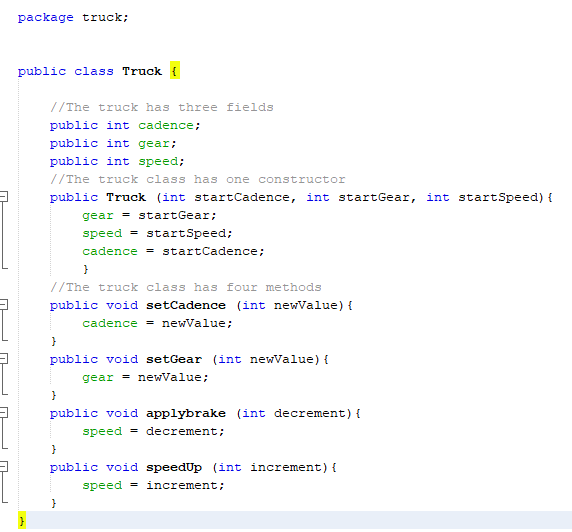 package truck;
public class Truck {
//The truck has three fields
public int cadence;
public int gear;
public int speed;
//The truck class has one constructor
public Truck (int startCadence, int startGear, int startSpeed){
gear = startGear;
speed = startSpeed;
cadence = startCadence;
}
//The truck class has four methods
public void setCadence (int newValue){
cadence = newValue;
}
public void setGear (int newValue){
gear = newValue;
}
public void applybrake (int decrement){
speed = decrement;
}
public void speedUp (int increment){
speed = increment;
}
}